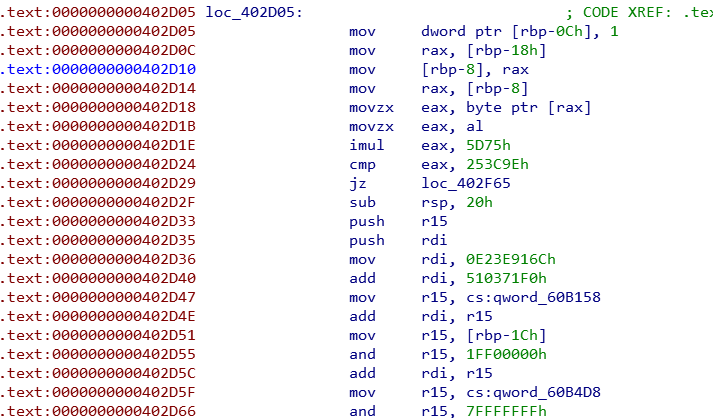 .text:0000000000402D05 loc_402D05: ; CODE XREF: .tex
.text:0000000000402D05 mov dword ptr [rbp-0Ch], 1
.text:0000000000402D0C mov rax, [rbp-18h]
.text:0000000000402D10 mov [rbp-8], rax
.text:0000000000402D14 mov rax, [rbp-8]
.text:0000000000402D18 movzx eax, byte ptr [rax]
.text:0000000000402D1B movzx eax, al
.text:0000000000402D1E imul eax, 5D75h
.text:0000000000402D24 cmp eax, 253C9Eh
.text:0000000000402D29 jz loc_402F65
.text:0000000000402D2F sub rsp, 20h
.text:0000000000402D33 push r15
.text:0000000000402D35 push rdi
.text:0000000000402D36 mov rdi, 0E23E916Ch
.text:0000000000402D40 add rdi, 510371F0h
.text:0000000000402D47 mov r15, cs:qword_60B158
.text:0000000000402D4E add rdi, r15
.text:0000000000402D51 mov r15, [rbp-1Ch]
.text:0000000000402D55 and r15, 1FF00000h
.text:0000000000402D5C add rdi, r15
.text:0000000000402D5F mov r15, cs:qword_60B4D8
.text:0000000000402D66 and r15, 7FFFFFFFh